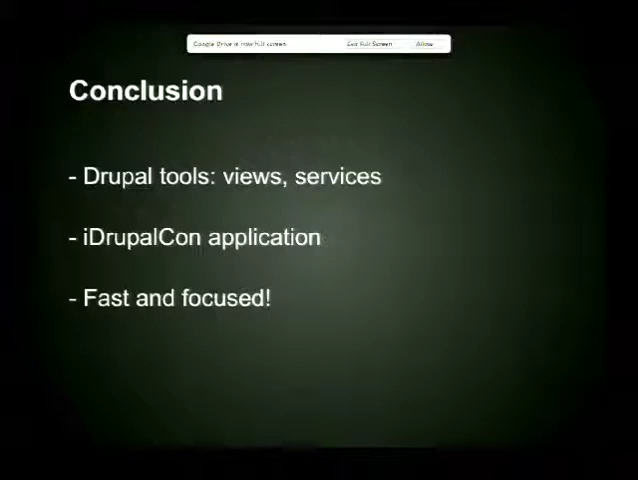 Google Drive is now full screen. Exit Full Screen Allow
Conclusion
- Drupal tools: views, services
- iDrupalCon application
- Fast and focused!